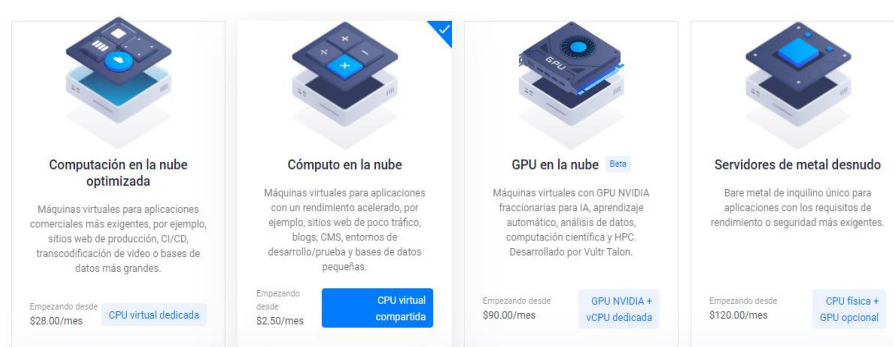 Computación en la nube
optimizada
Máquinas virtuales para aplicaciones
comerciales más exigentes, por ejemplo,
sitios web de producción, CI/CD,
transcodificación de video o bases de
datos más grandes.
Empezando desde
$28.00/mes
CPU virtual dedicada
Cómputo en la nube
Máquinas virtuales para aplicaciones
con un rendimiento acelerado, por
ejemplo, sitios web de poco tráfico,
blogs, CMS, entornos de
desarrollo/prueba y bases de datos
pequeñas.
Empezando
desde
$2.50/mes
CPU virtual
compartida
GPU
GPU en la nube Beta
Máquinas virtuales con GPU NVIDIA
fraccionarias para IA, aprendizaje
automático, análisis de datos,
computación científica y HPC.
Desarrollado por Vultr Talon.
Empezando desde
$90.00/mes
GPU NVIDIA +
vCPU dedicada
Servidores de metal desnudo
Bare metal de inquilino único para
aplicaciones con los requisitos de
rendimiento o seguridad más exigentes.
Empezando desde
$120.00/mes
CPU física +
GPU opcional